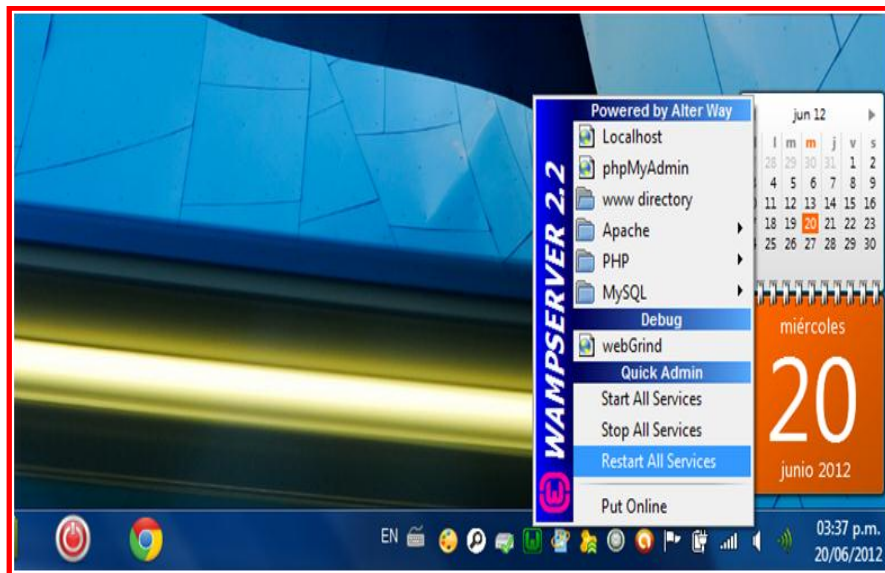 Powered by Alter Way
Localhost
phpMyAdmin
www directory
Apache
PHP
MySQL
Debug
webGrind
Quick Admin
Start All Services
Stop All Services
Restart All Services
Put Online
WAMPSERVER 2.2
jun 12
l m m j v s
28 29 30 31 1 2
4 5 6 7 8 9
11 12 13 14 15 16
18 19 20 21 22 23
25 26 27 28 29 30
miércoles
20
junio 2012
EN
03:37 p.m.
20/06/2012